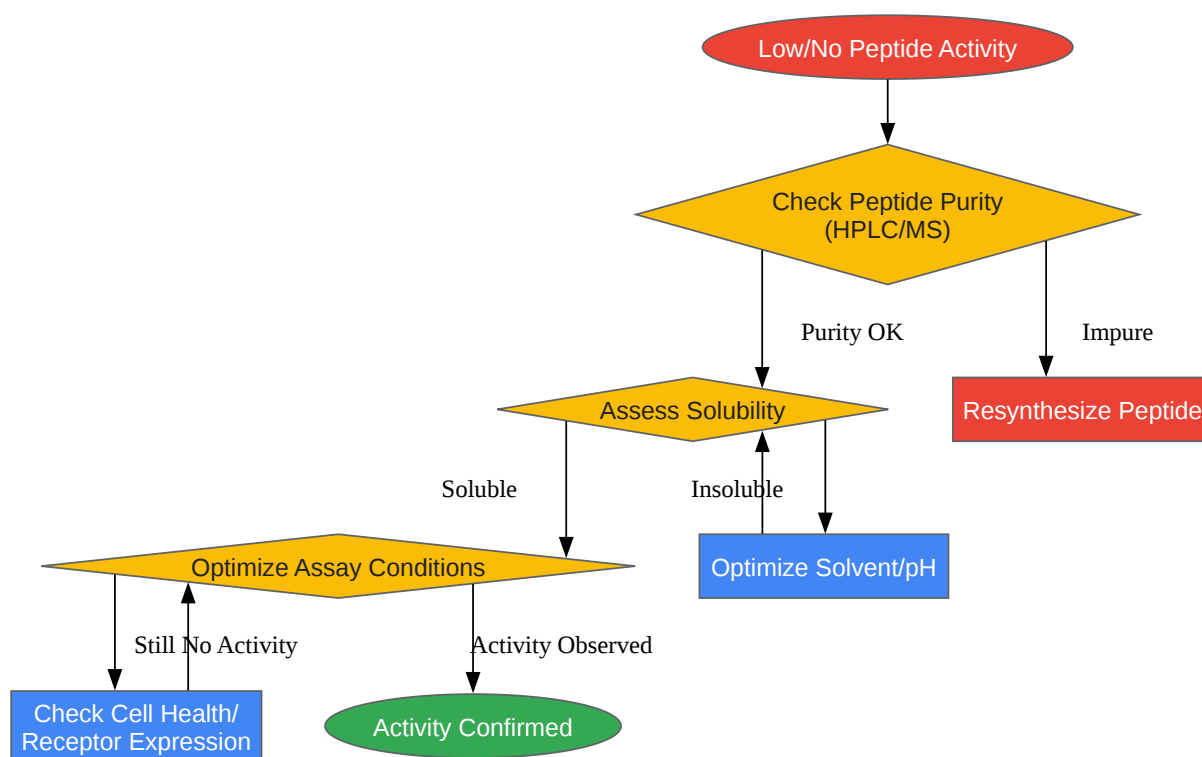 Low/No Peptide Activity
Check Peptide Purity
(HPLC/MS)
Purity OK
Impure
Assess Solubility
Resynthesize Peptide
Soluble
Insoluble
Optimize Assay Conditions
Optimize Solvent/pH
Still No Activity
Activity Observed
Check Cell Health/
Receptor Expression
Activity Confirmed